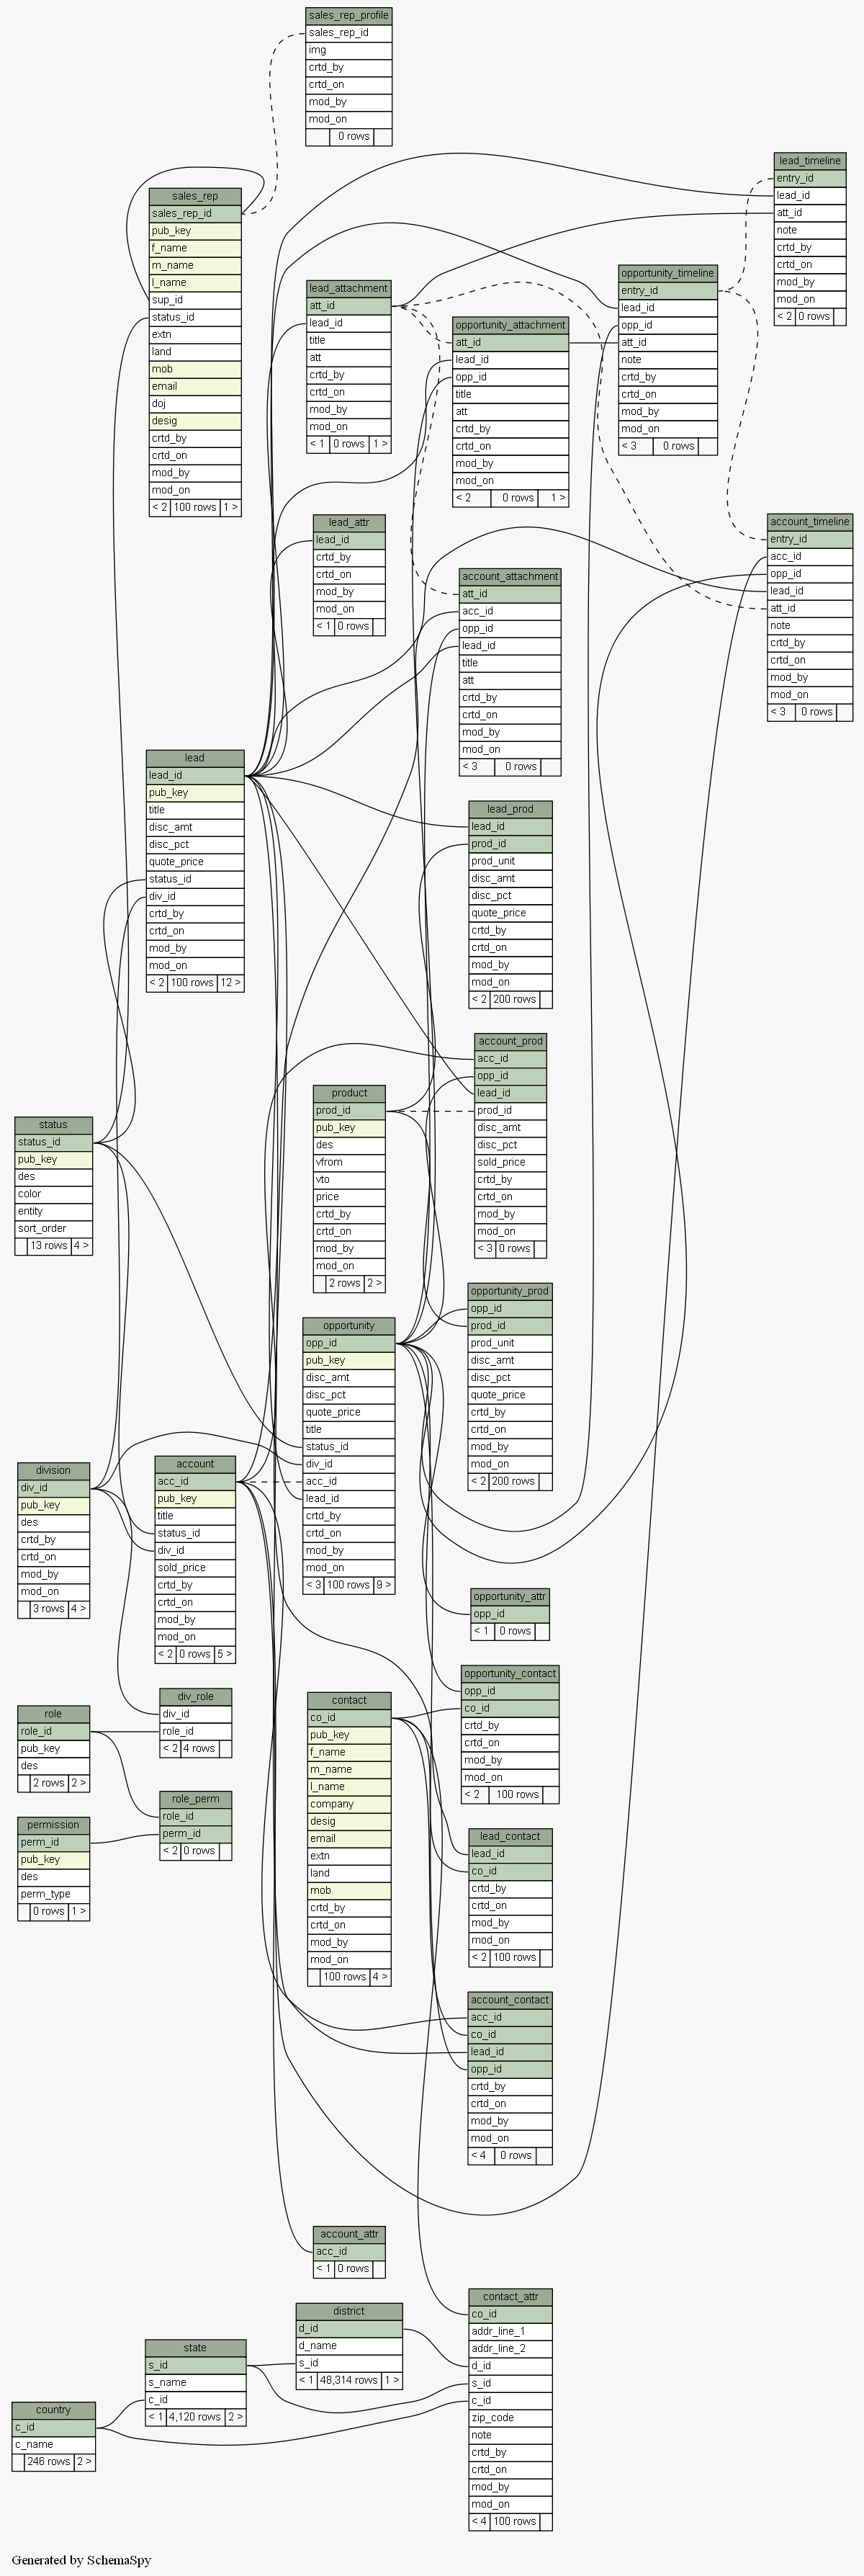 sales_rep_profile
sales_rep_id
img
crtd_by
crtd_on
mod_by
mod_on
0 rows
lead_timeline
entry_id
lead_id
att_id
note
crtd_by
crtd_on
mod_by
mod_on
< 2 0 rows
sales_rep
sales_rep_id
pub_key
f_name
m_name
l_name
sup_id
status_id
extn
land
mob
email
doj
desig
crtd_by
crtd_on
mod_by
mod_on
< 2 100 rows 1 >
opportunity_timeline
entry_id
lead_id
opp_id
att_id
note
crtd_by
crtd_on
mod_by
mod_on
< 3 0 rows
lead_attachment
att_id
lead_id
title
att
crtd_by
crtd_on
mod_by
mod_on
< 1 0 rows 1 >
opportunity_attachment
att_id
lead_id
opp_id
title
att
crtd_by
crtd_on
mod_by
mod_on
< 2 0 rows 1 >
lead_attr
lead_id
crtd_by
crtd_on
mod_by
mod_on
< 1 0 rows
account_timeline
entry_id
acc_id
opp_id
lead_id
att_id
note
crtd_by
crtd_on
mod_by
mod_on
< 3 0 rows
account_attachment
att_id
acc_id
opp_id
lead_id
title
att
crtd_by
crtd_on
mod_by
mod_on
< 3 0 rows
lead
lead_id
pub_key
title
disc_amt
disc_pct
quote_price
status_id
div_id
crtd_by
crtd_on
mod_by
mod_on
< 2 100 rows 12 >
lead_prod
lead_id
prod_id
prod_unit
disc_amt
disc_pct
quote_price
crtd_by
crtd_on
mod_by
mod_on
< 2 200 rows
account_prod
acc_id
opp_id
lead_id
prod_id
disc_amt
disc_pct
sold_price
crtd_by
crtd_on
mod_by
mod_on
< 3 0 rows
product
prod_id
pub_key
des
vfrom
vto
price
crtd_by
crtd_on
mod_by
mod_on
2 rows 2 >
status
status_id
pub_key
des
color
entity
sort_order
13 rows 4 >
opportunity_prod
opp_id
prod_id
prod_unit
disc_amt
disc_pct
quote_price
crtd_by
crtd_on
mod_by
mod_on
< 2 200 rows
opportunity
opp_id
pub_key
disc_amt
disc_pct
quote_price
title
status_id
div_id
acc_id
lead_id
crtd_by
crtd_on
mod_by
mod_on
< 3 100 rows 9 >
account
acc_id
pub_key
title
status_id
div_id
sold_price
crtd_by
crtd_on
mod_by
mod_on
< 2 0 rows 5 >
division
div_id
pub_key
des
crtd_by
crtd_on
mod_by
mod_on
3 rows 4 >
opportunity_attr
opp_id
< 1 0 rows
opportunity_contact
opp_id
co_id
crtd_by
crtd_on
mod_by
mod_on
< 2 100 rows
div_role
div_id
role_id
< 2 4 rows
contact
co_id
pub_key
f_name
m_name
l_name
company
desig
email
extn
land
mob
crtd_by
crtd_on
mod_by
mod_on
100 rows 4 >
role
role_id
pub_key
des
2 rows 2 >
role_perm
role_id
perm_id
< 2 0 rows
permission
perm_id
pub_key
des
perm_type
0 rows 1 >
lead_contact
lead_id
co_id
crtd_by
crtd_on
mod_by
mod_on
< 2 100 rows
account_contact
acc_id
co_id
lead_id
opp_id
crtd_by
crtd_on
mod_by
mod_on
< 4 0 rows
account_attr
acc_id
< 1 0 rows
contact_attr
co_id
addr_line_1
addr_line_2
d_id
s_id
c_id
zip_code
note
crtd_by
crtd_on
mod_by
mod_on
< 4 100 rows
district
d_id
d_name
s_id
< 1 48,314 rows 1 >
state
s_id
s_name
c_id
< 1 4,120 rows 2 >
country
c_id
c_name
246 rows 2 >
Generated by SchemaSpy